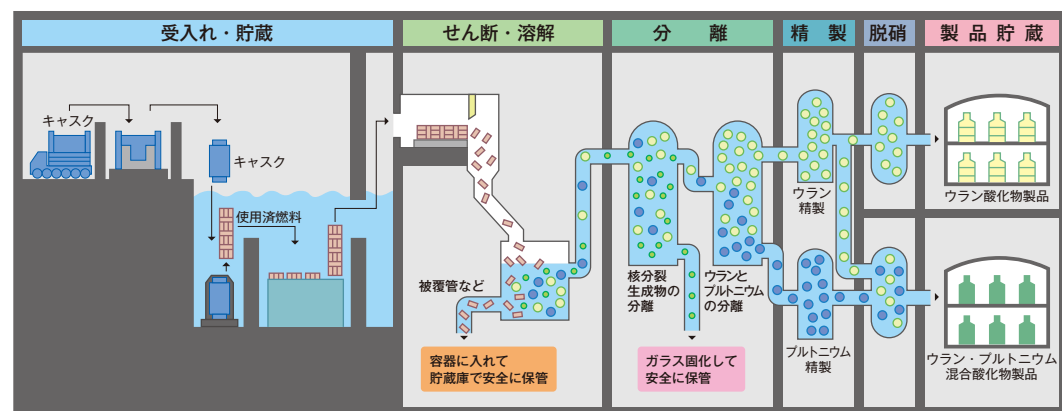 受入れ・貯蔵
せん断・溶解
分離
精製
脱硝
製品貯蔵
キャスク
キャスク
使用済燃料
被覆管など
容器に入れて
貯蔵庫で安全に保管
核分裂
生成物の
分離
ウランと
プルトニウム
の分離
ガラス固化して
安全に保管
ウラン
精製
プルトニウム
精製
ウラン酸化物製品
ウラン・プルトニウム
混合酸化物製品